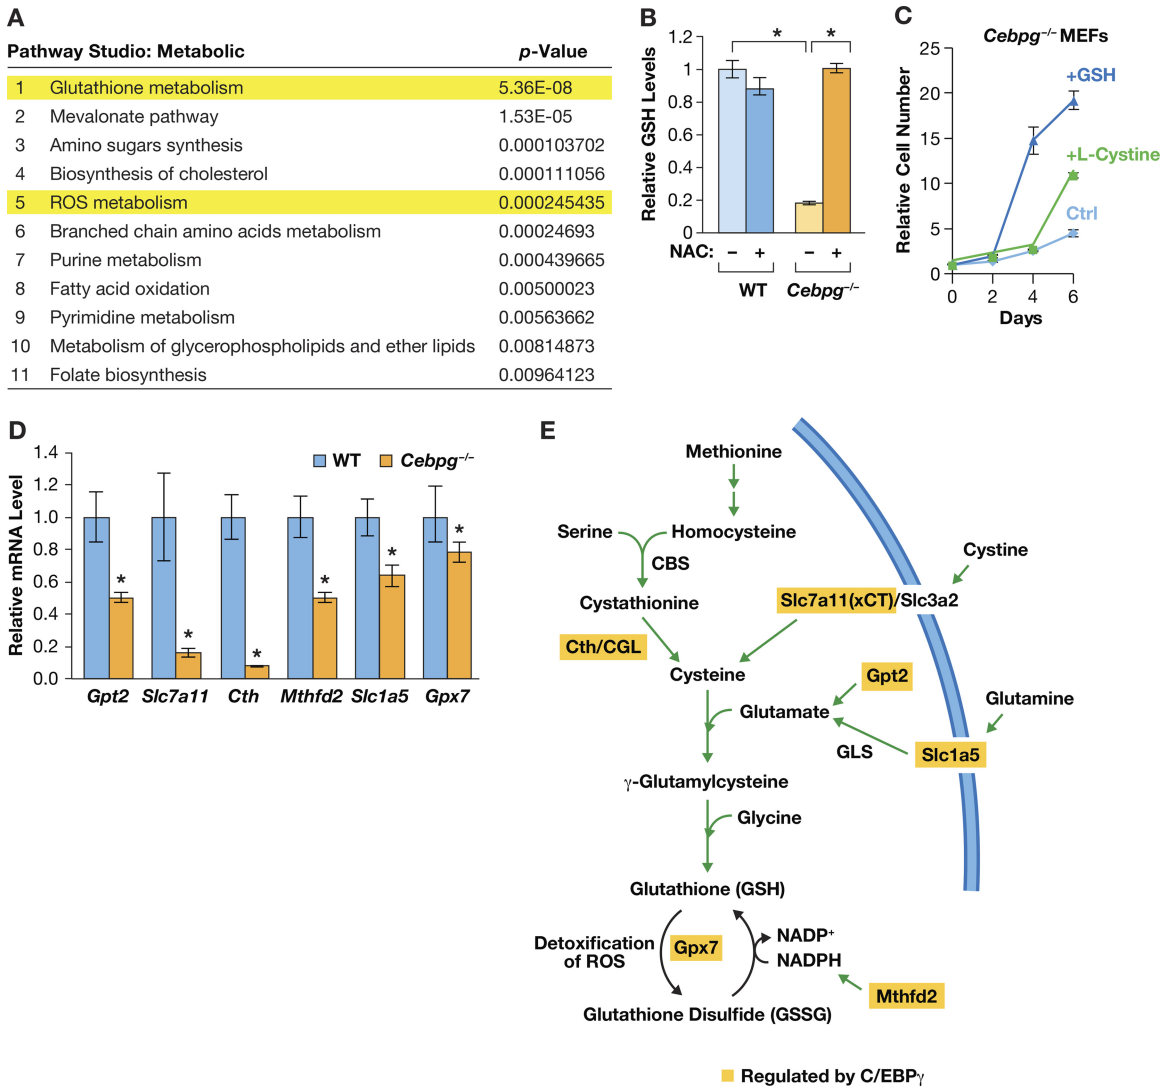 A
Pathway Studio: Metabolic p-Value
1 Glutathione metabolism 5.36E-08
2 Mevalonate pathway 1.53E-05
3 Amino sugars synthesis 0.000103702
4 Biosynthesis of cholesterol 0.000111056
5 ROS metabolism 0.000245435
6 Branched chain amino acids metabolism 0.00024693
7 Purine metabolism 0.000439665
8 Fatty acid oxidation 0.00500023
9 Pyrimidine metabolism 0.00563662
10 Metabolism of glycerophospholipids and ether lipids 0.00814873
11 Folate biosynthesis 0.00964123
B
Relative GSH Levels
1.2
1
0.8
0.6
0.4
0.2
0
* *
NAC: – + – +
WT Cebpg–/–
C
Cebpg–/– MEFs
Relative Cell Number
25
20
15
10
5
0
+GSH
+L-Cystine
Ctrl
0 2 4 6
Days
D
Relative mRNA Level
1.4
1.2
1.0
0.8
0.6
0.4
0.2
0.0
WT Cebpg–/–
* * * * * *
Gpt2 Slc7a11 Cth Mthfd2 Slc1a5 Gpx7
E
Methionine
Serine Homocysteine
CBS
Cystine
Cystathionine
Slc7a11(xCT)/Slc3a2
Cth/CGL
Cysteine
Gpt2
Glutamate
Glutamine
GLS
Slc1a5
γ-Glutamylcysteine
Glycine
Glutathione (GSH)
Detoxification
of ROS
Gpx7
NADP+
NADPH
Mthfd2
Glutathione Disulfide (GSSG)
Regulated by C/EBPγ